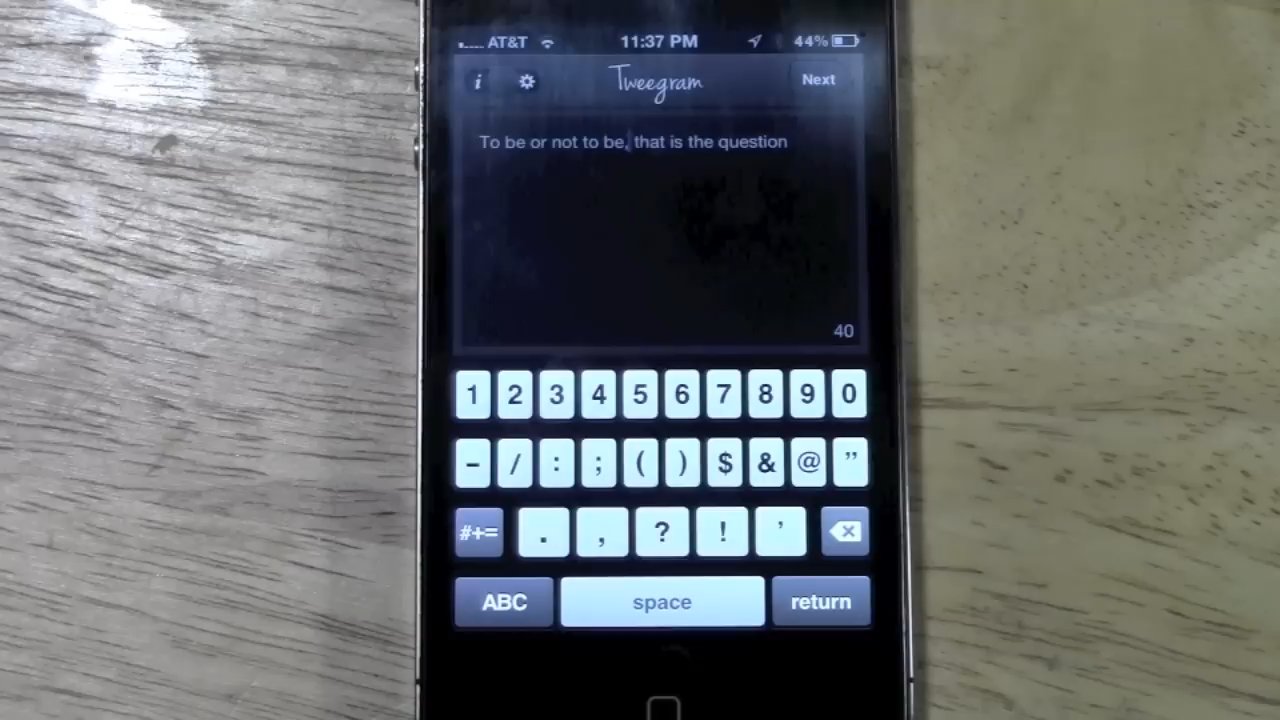 AT&T 11:37 PM 44%
i Tweegram Next
To be or not to be, that is the question
40
1 2 3 4 5 6 7 8 9 0
- / : ; ( ) $ & @ "
#+= . , ? ! '
ABC space return